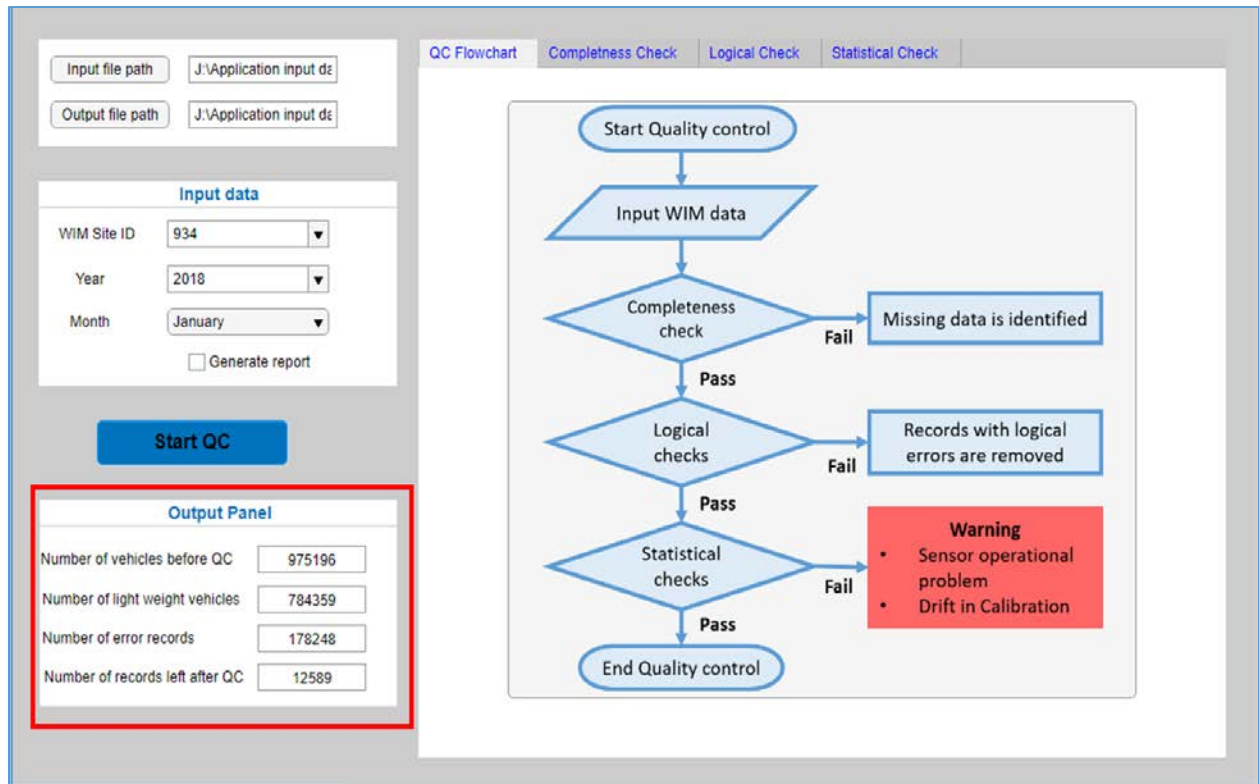 Input file path
J:\Application input da
Output file path
J:\Application input da
Input data
WIM Site ID
934
Year
2018
Month
January
Generate report
Start QC
Output Panel
Number of vehicles before QC
975196
Number of light weight vehicles
784359
Number of error records
178248
Number of records left after QC
12589
QC Flowchart
Completness Check
Logical Check
Statistical Check
Start Quality control
Input WIM data
Completeness
check
Fail
Missing data is identified
Pass
Logical
checks
Fail
Records with logical
errors are removed
Pass
Statistical
checks
Fail
Warning
• Sensor operational
problem
• Drift in Calibration
Pass
End Quality control